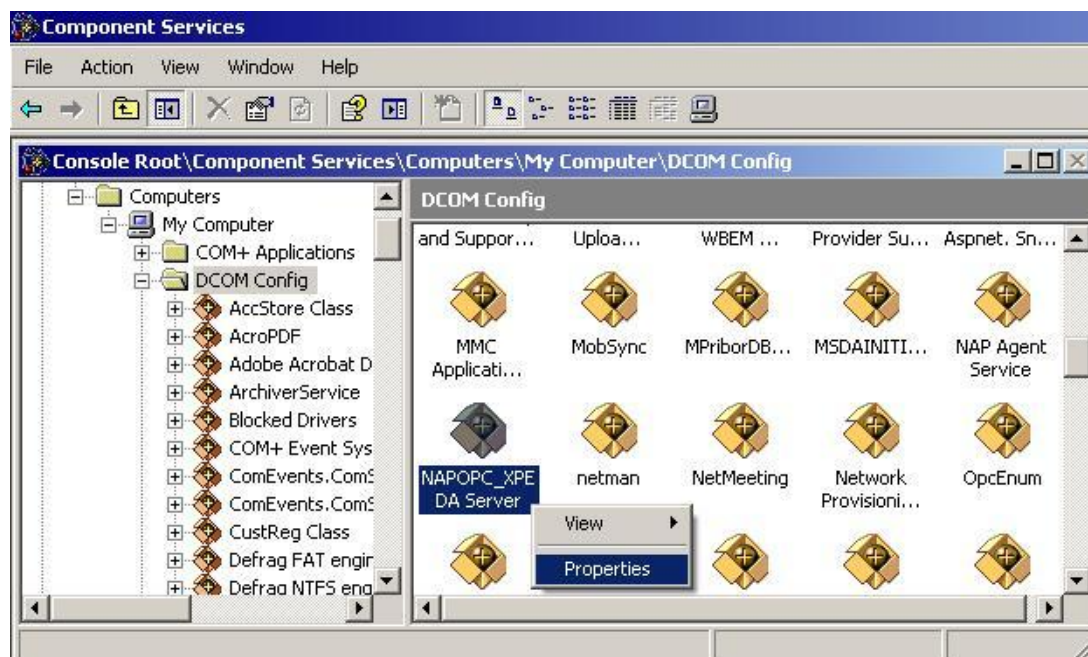 Component Services
File Action View Window Help
Console Root\Component Services\Computers\My Computer\DCOM Config
Computers
My Computer
COM+ Applications
DCOM Config
AccStore Class
AcroPDF
Adobe Acrobat D
ArchiverService
Blocked Drivers
COM+ Event Sys
ComEvents.ComS
ComEvents.ComS
CustReg Class
Defrag FAT engir
Defrag NTFS eng
DCOM Config
and Suppor... Uploa... WBEM ... Provider Su... Aspnet. Sn...
MMC Applicati... MobSync MPriborDB... MSDAINITI... NAP Agent Service
NAPOPC_XPE DA Server netman NetMeeting Network Provisioni... OpcEnum
View
Properties